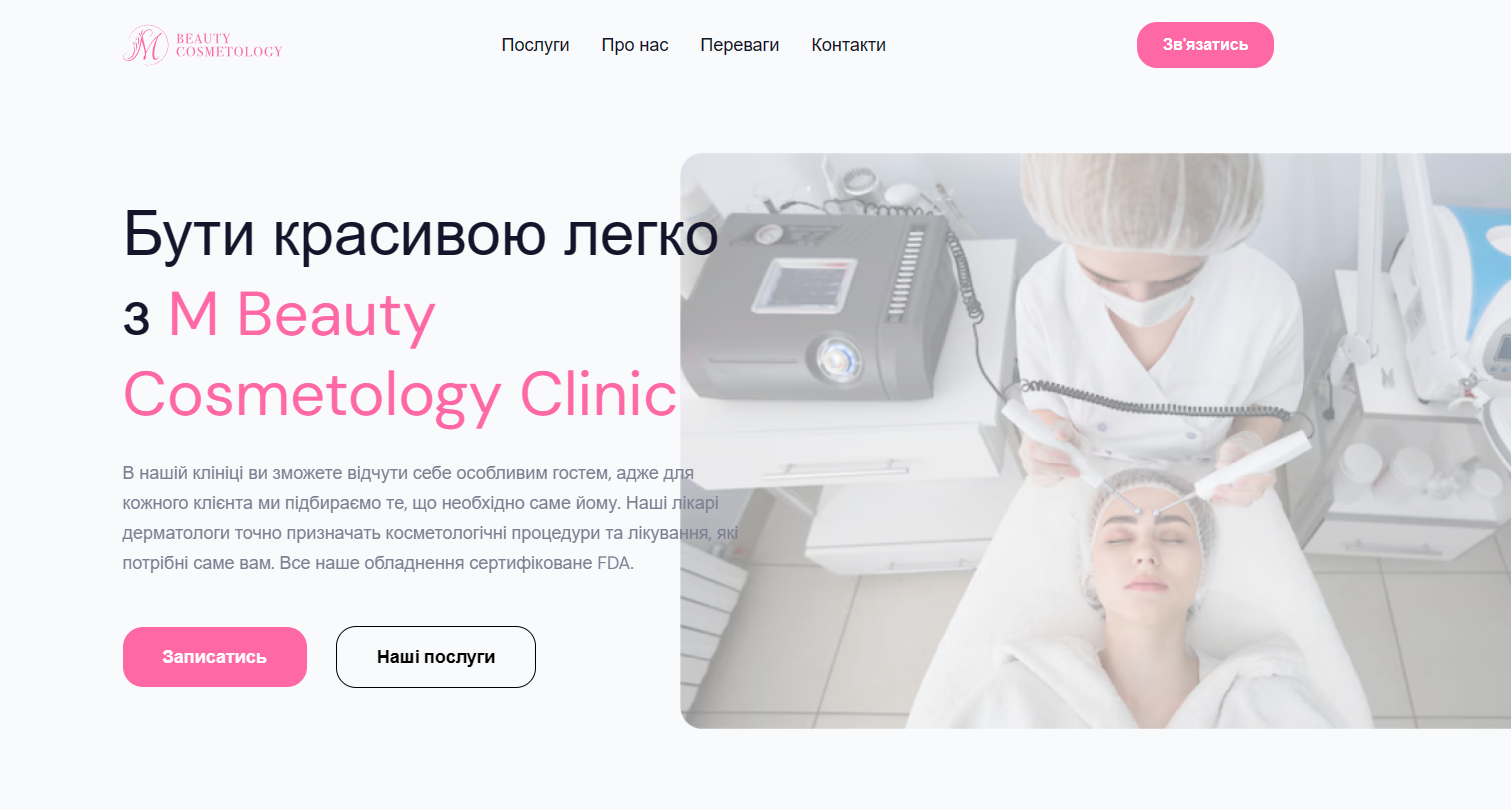 M BEAUTY
COSMETOLOGY
Послуги Про нас Переваги Контакти
Зв'язатись
Бути красивою легко
з M Beauty
Cosmetology Clinic
В нашій клініці ви зможете відчути себе особливим гостем, адже для
кожного клієнта ми підбираємо те, що необхідно саме йому. Наші лікарі
дерматологи точно призначать косметологічні процедури та лікування, які
потрібні саме вам. Все наше обладнення сертифіковане FDA.
Записатись Наші послуги